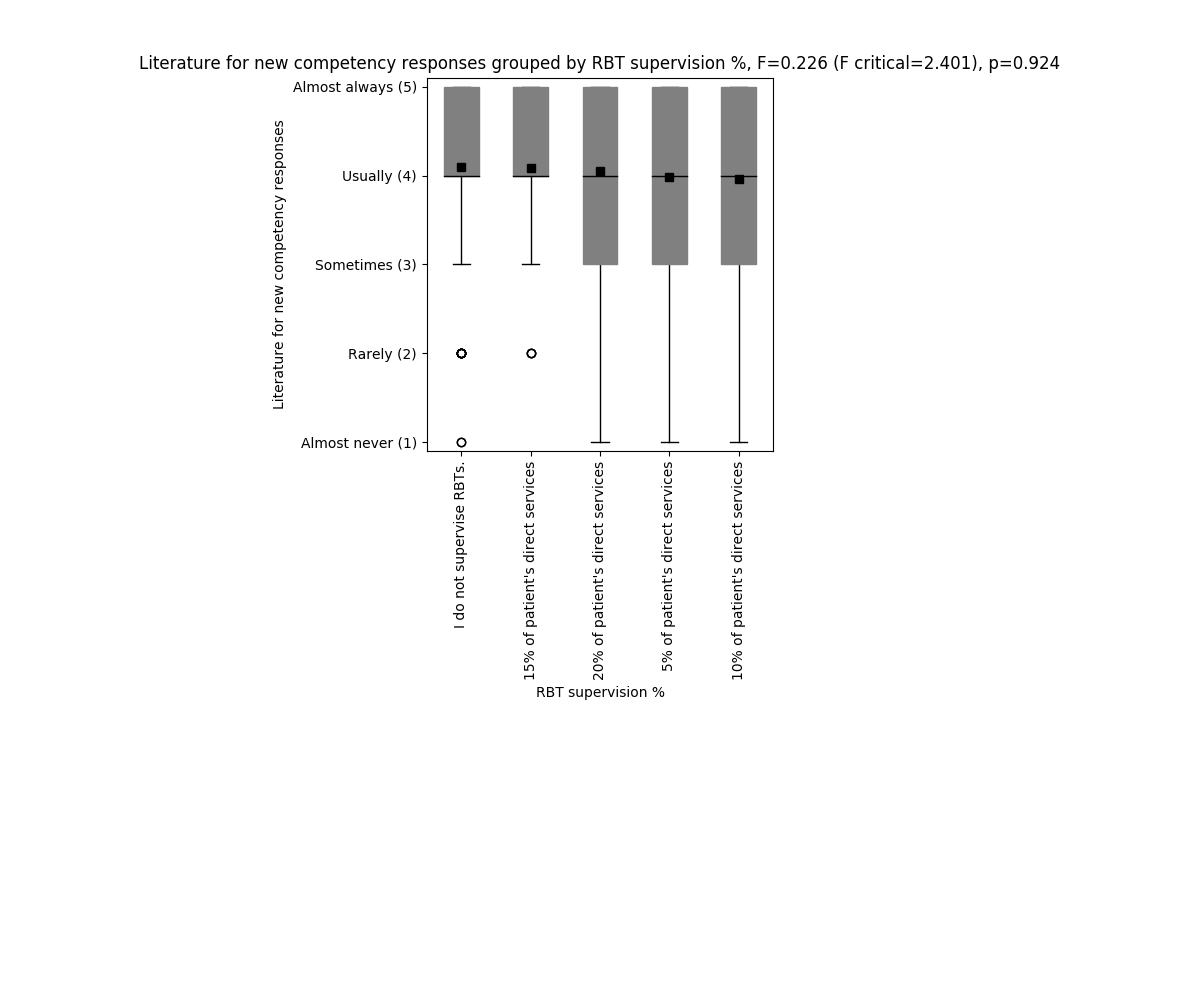 Literature for new competency responses grouped by RBT supervision %, F=0.226 (F critical=2.401), p=0.924
Literature for new competency responses
Almost always (5)
Usually (4)
Sometimes (3)
Rarely (2)
Almost never (1)
I do not supervise RBTs.
15% of patient's direct services
20% of patient's direct services
5% of patient's direct services
10% of patient's direct services
RBT supervision %